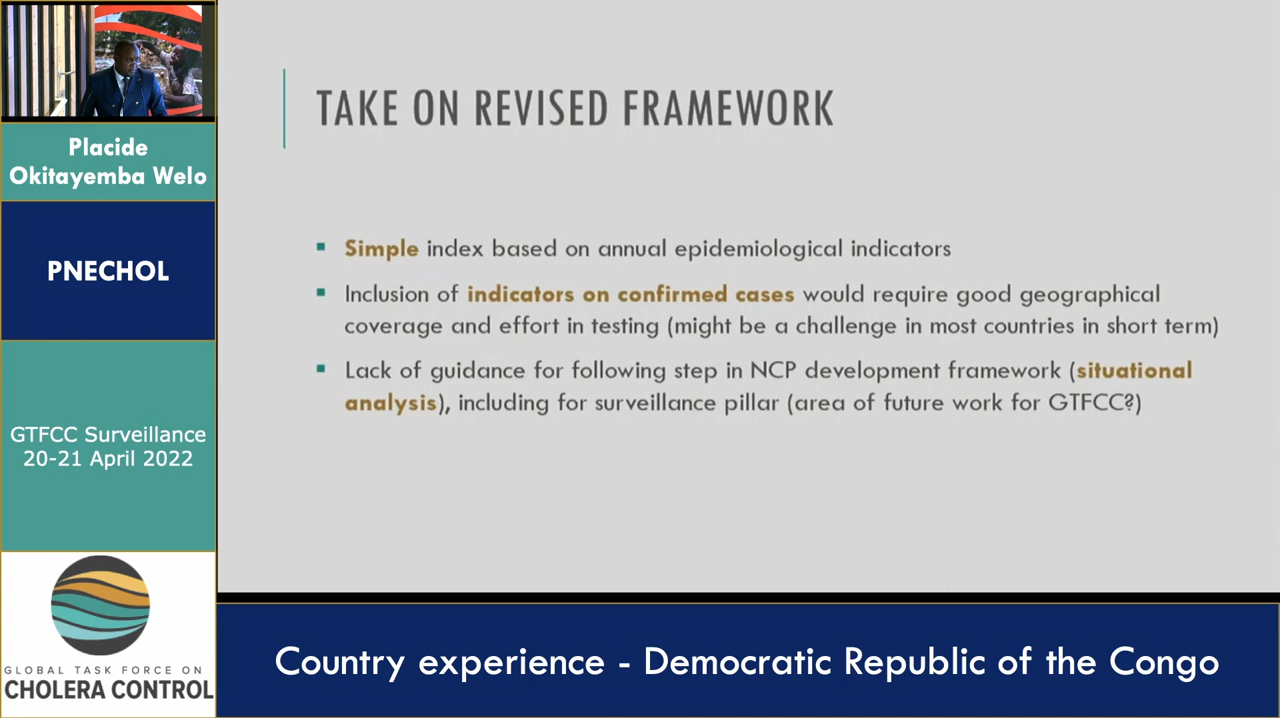 Placide
Okitayemba Welo
PNECHOL
GTFCC Surveillance
20-21 April 2022
GLOBAL TASK FORCE ON
CHOLERA CONTROL
TAKE ON REVISED FRAMEWORK
▪ Simple index based on annual epidemiological indicators
▪ Inclusion of indicators on confirmed cases would require good geographical
coverage and effort in testing (might be a challenge in most countries in short term)
▪ Lack of guidance for following step in NCP development framework (situational
analysis), including for surveillance pillar (area of future work for GTFCC?)
Country experience - Democratic Republic of the Congo